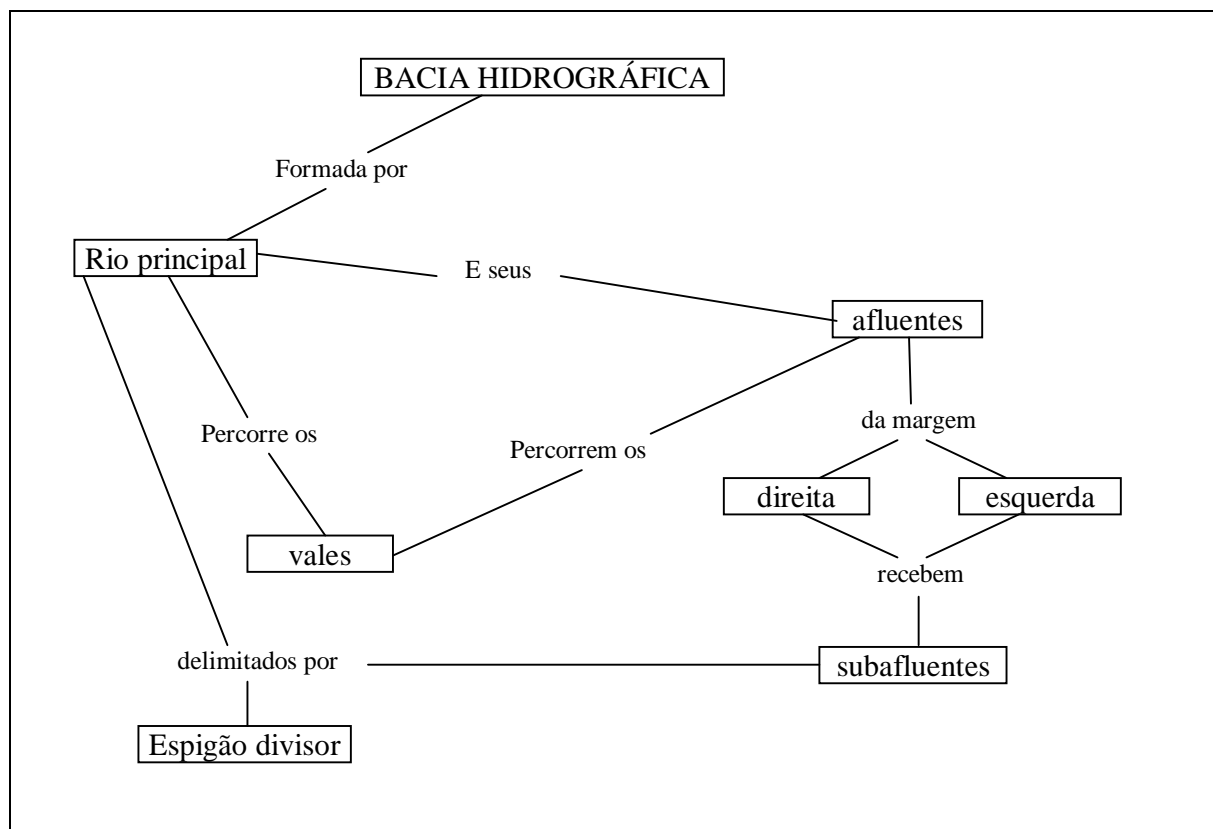 BACIA HIDROGRÁFICA
Formada por
Rio principal
E seus
afluentes
da margem
Percorre os
Percorrem os
direita
esquerda
vales
recebem
delimitados por
subafluentes
Espigão divisor